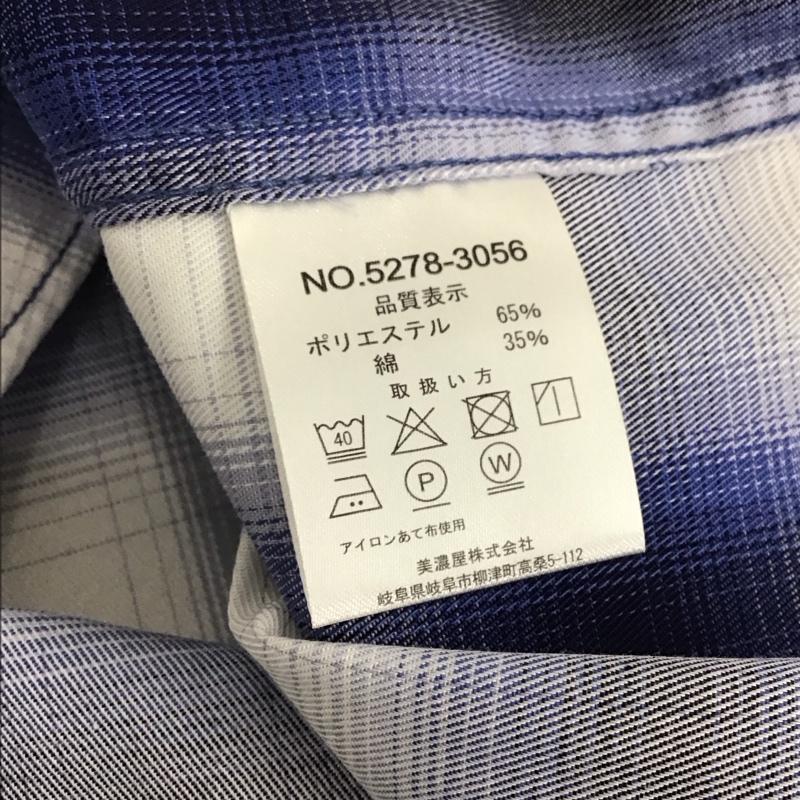 NO.5278-3056
品質表示
ポリエステル 65%
綿 35%
取扱い方
40
P W
アイロンあて布使用
美濃屋株式会社
岐阜県岐阜市柳津町高桑5-112